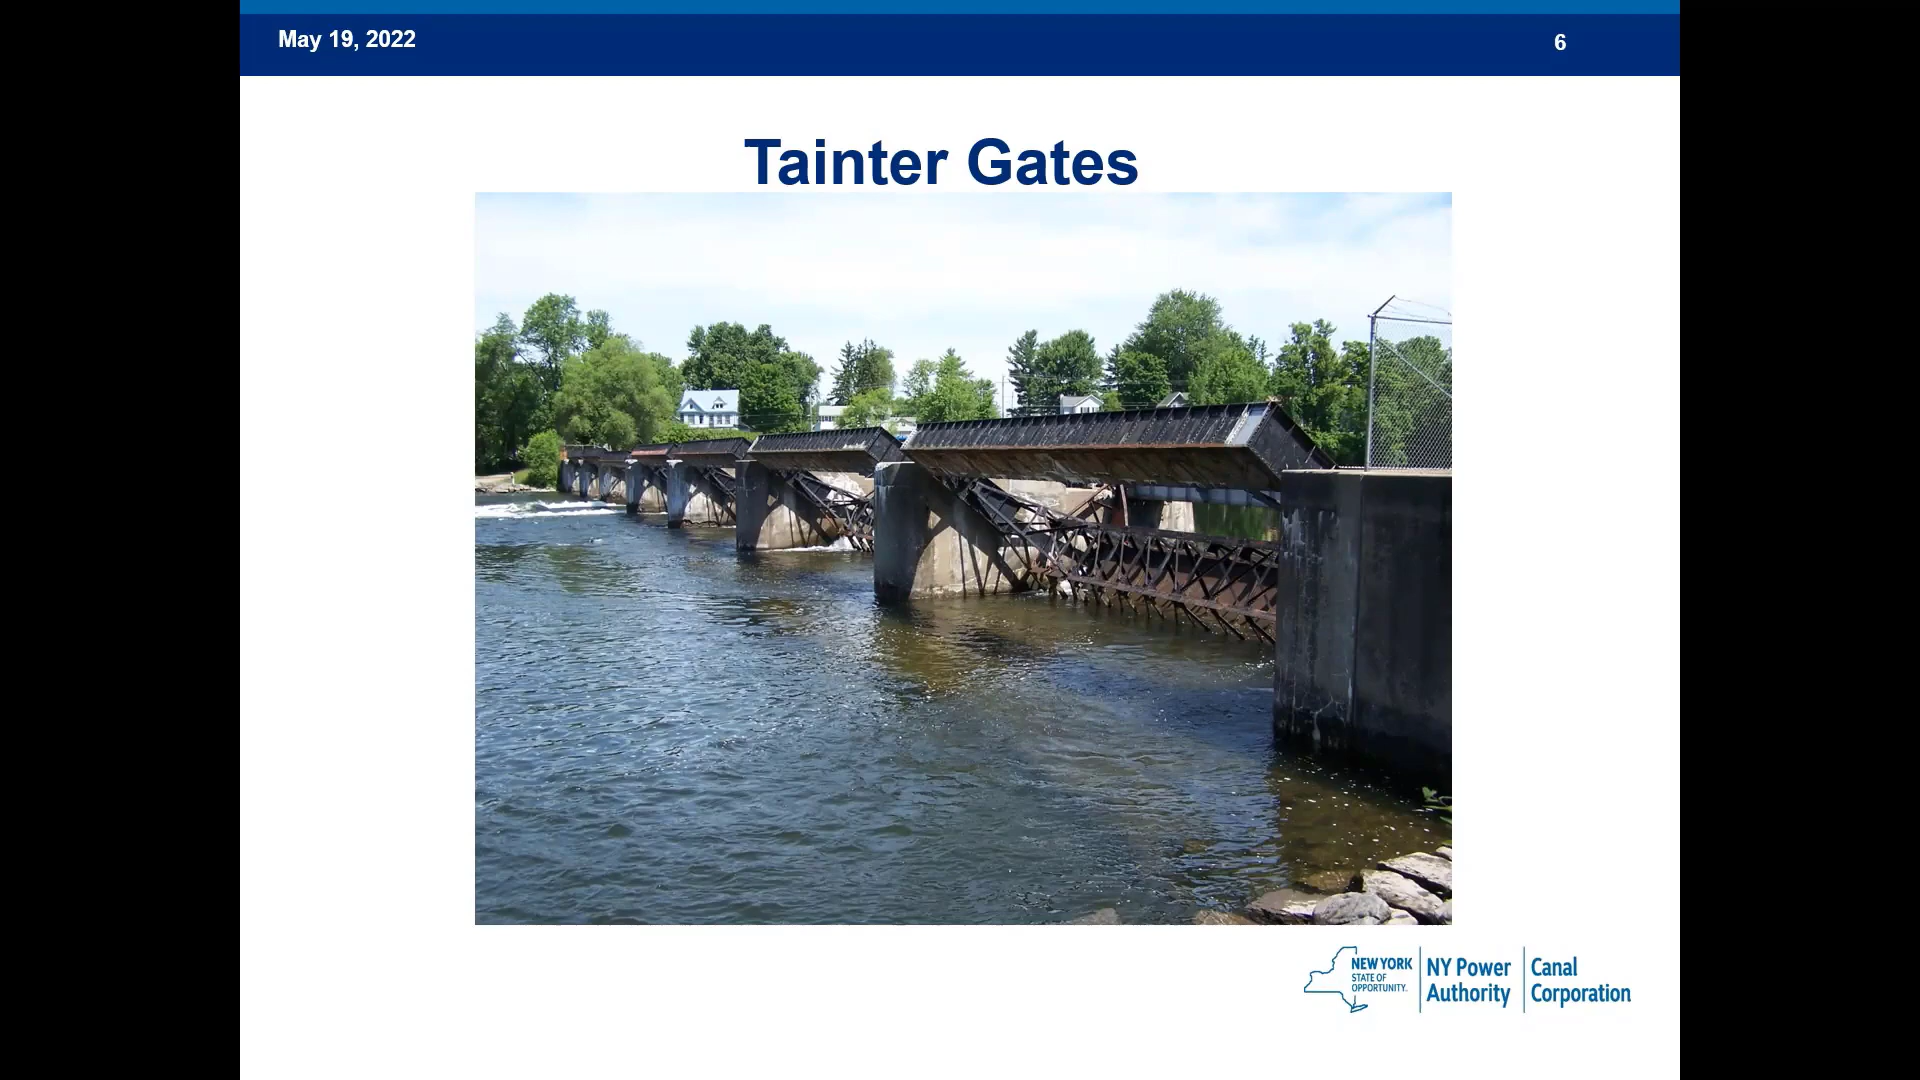 May 19, 2022
6
Tainter Gates
NEW YORK
STATE OF
OPPORTUNITY.
NY Power
Authority
Canal
Corporation